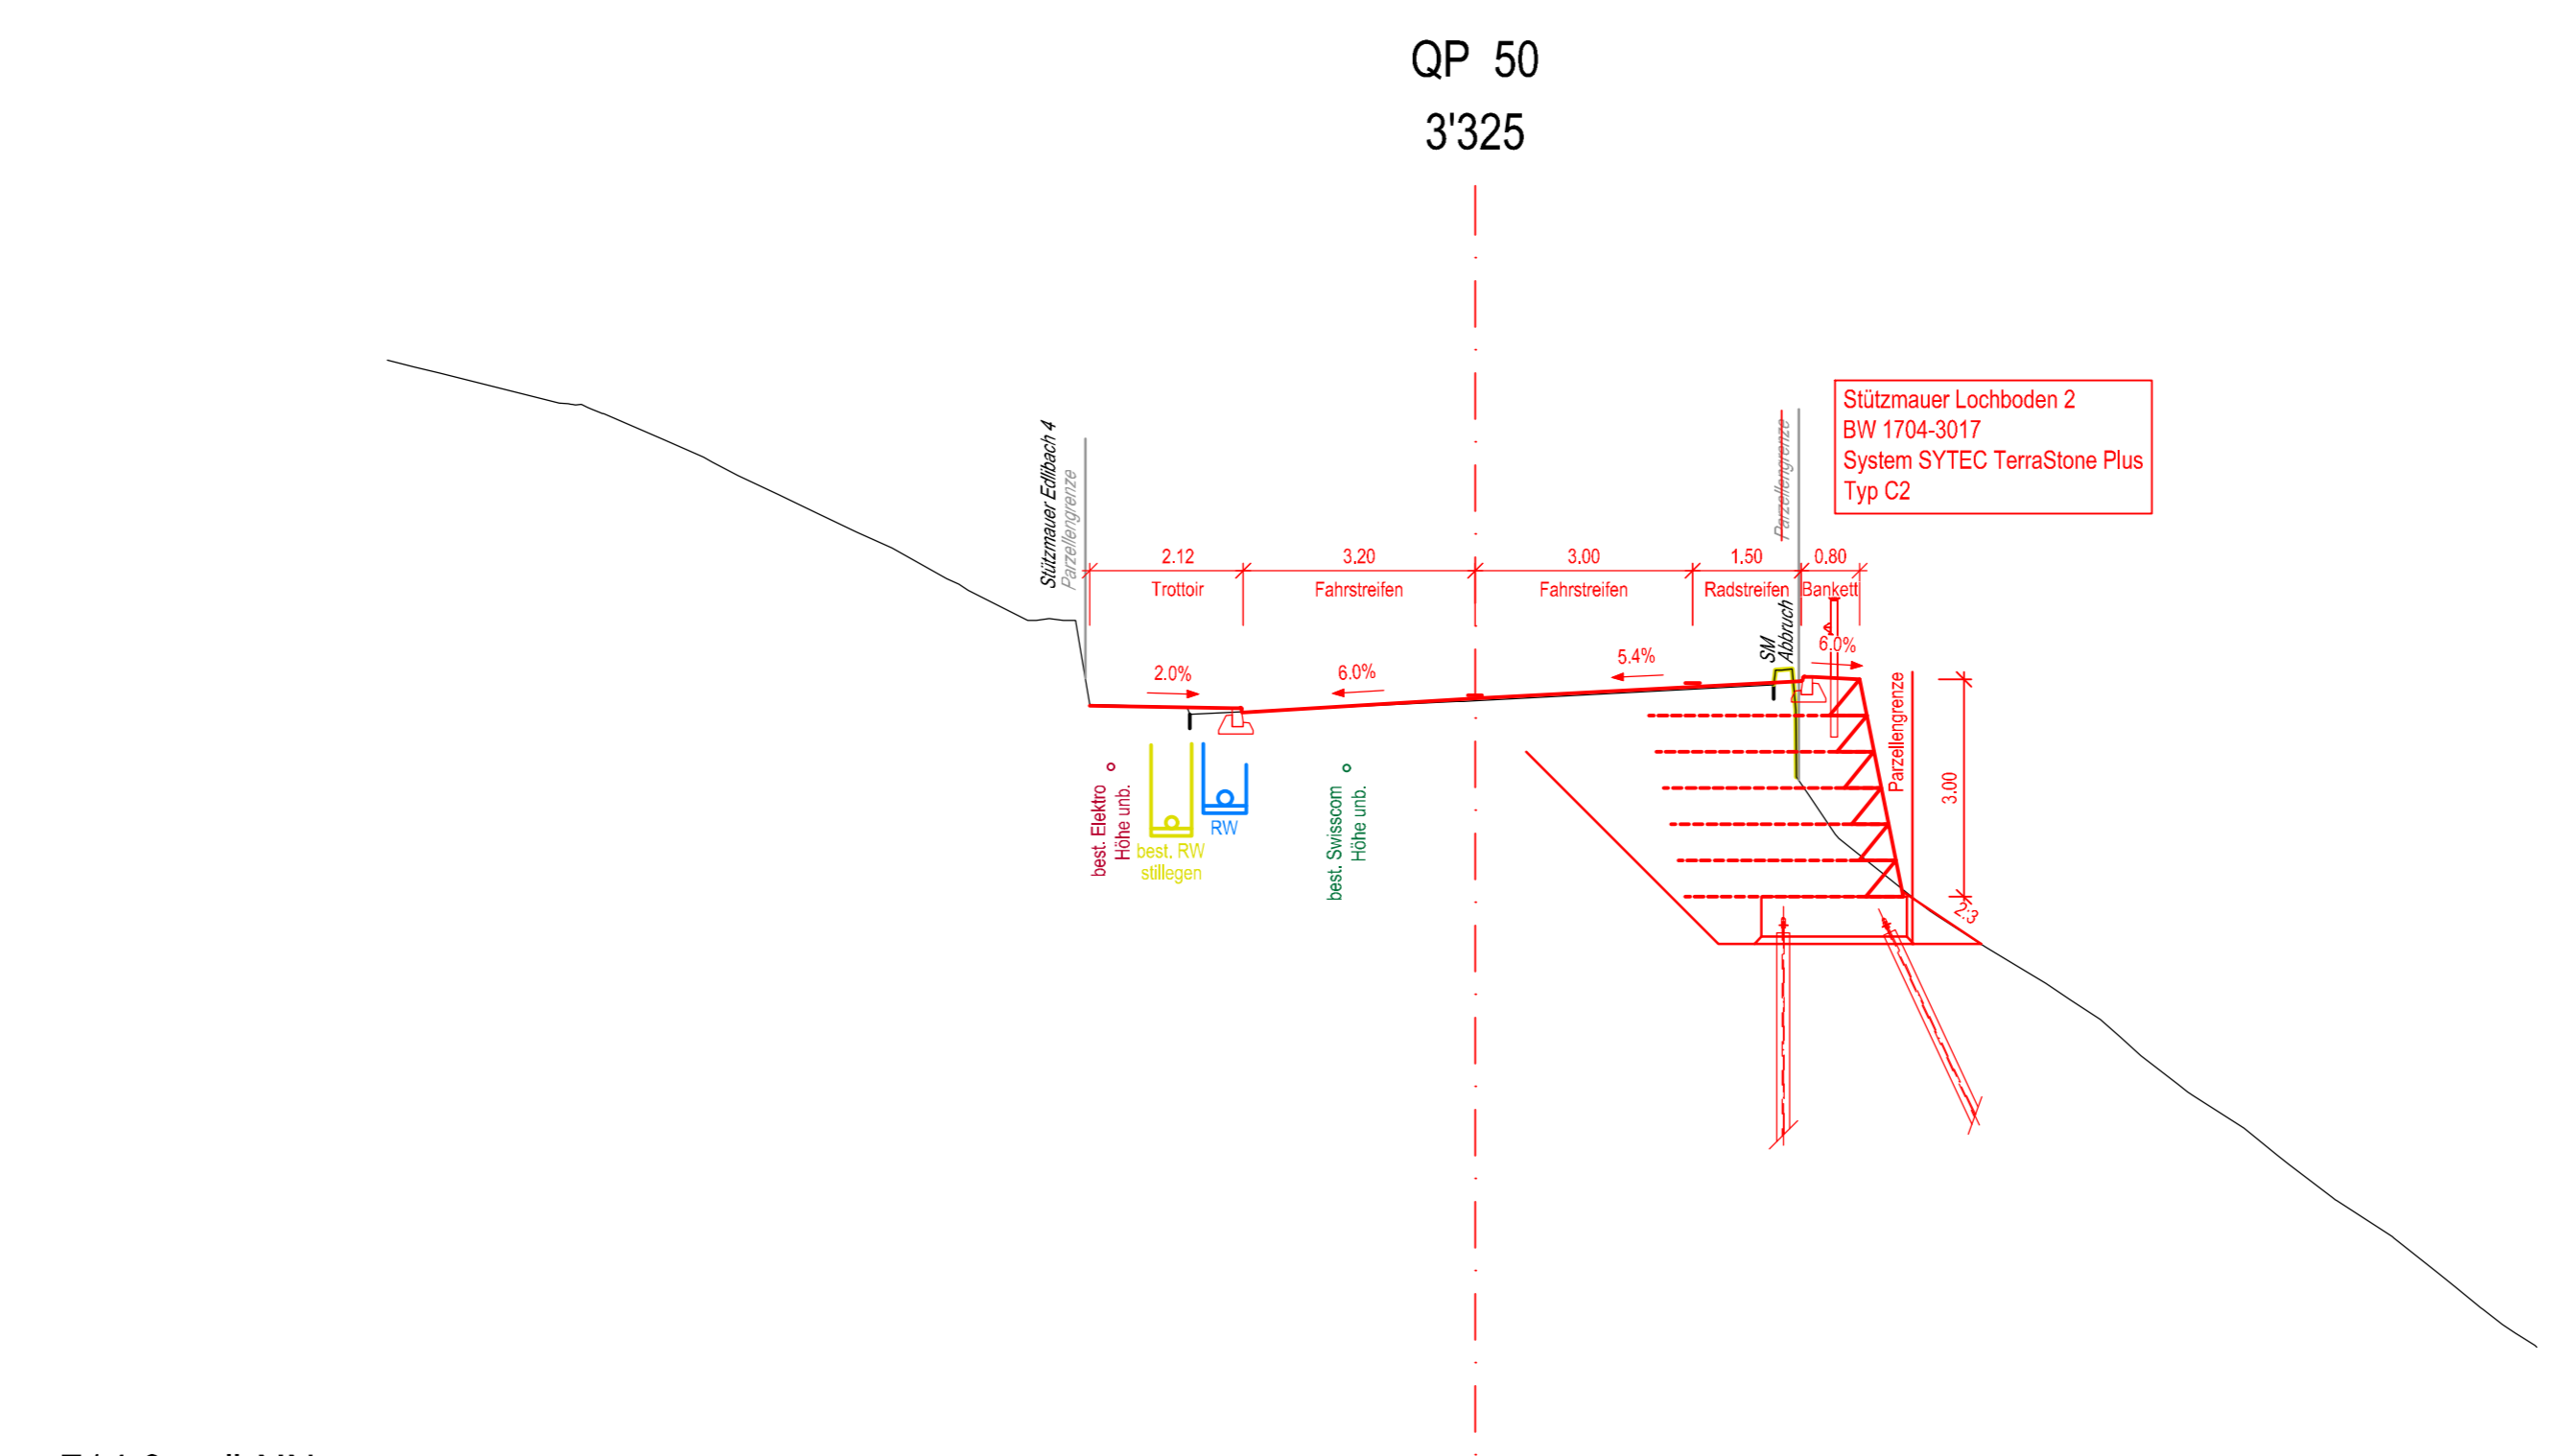 QP 50
3'325
Stützmauer Lochboden 2
BW 1704-3017
System SYTEC TerraStone Plus
Typ C2
Stützmauer Edlibach 4
Parzellengrenze
Parzellengrenze
2.12
3.20
3.00
1.50
0.80
Trottoir
Fahrstreifen
Fahrstreifen
Radstreifen
Bankett
SM
Abbruch
2.0%
6.0%
5.4%
6.0%
Parzellengrenze
3.00
2:3
best. Elektro
Höhe unb.
best. RW
stillegen
RW
best. Swisscom
Höhe unb.